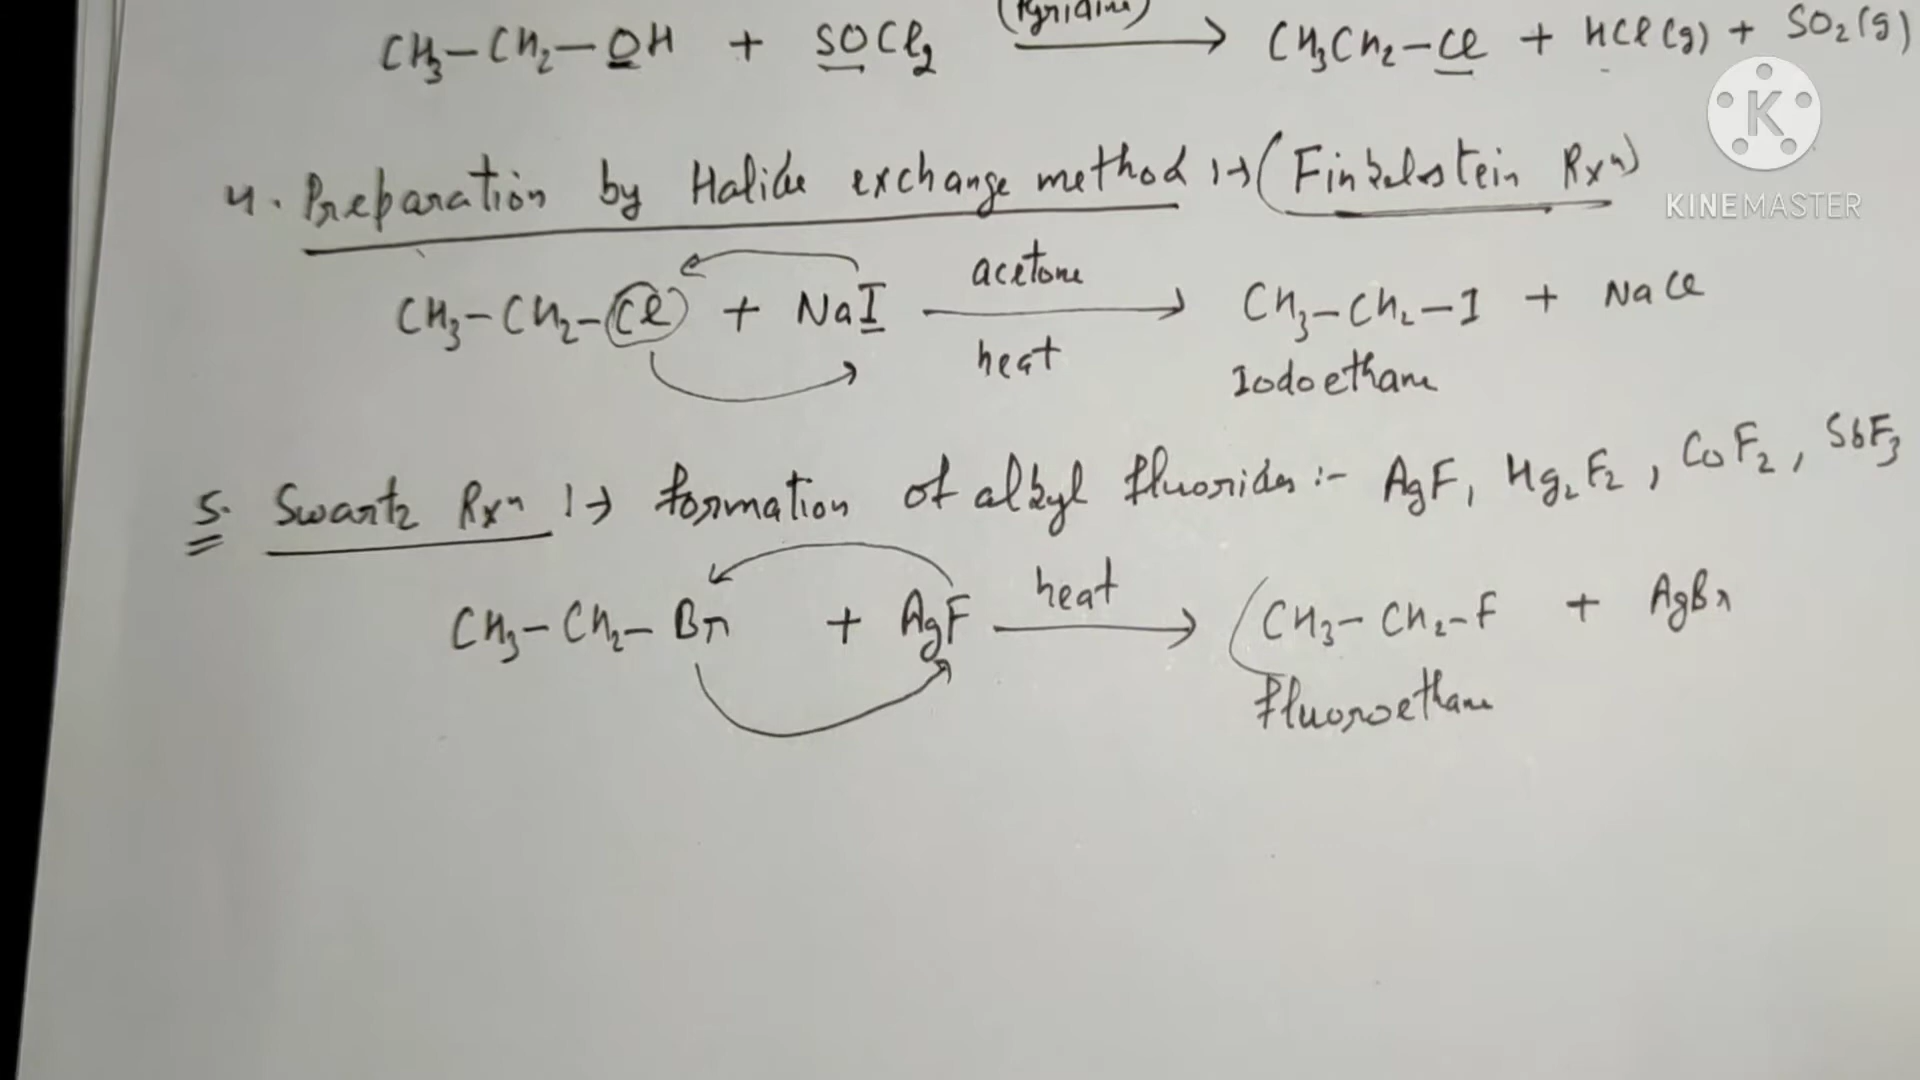 (Pyridine)
CH₃-CH₂-OH + SOCl₂ → CH₃CH₂-Cl + HCl(g) + SO₂(g)
K
KINEMASTER
4. Preparation by Halide exchange method :→ (Finkelstein Rxⁿ)
acetone
CH₃-CH₂-Cl + NaI → CH₃-CH₂-I + NaCl
heat
Iodoethane
5. Swartz Rxⁿ :→ formation of alkyl fluorides :- AgF, Hg₂F₂, CoF₂, SbF₃
heat
CH₃-CH₂-Br + AgF → CH₃-CH₂-F + AgBr
Fluoroethane